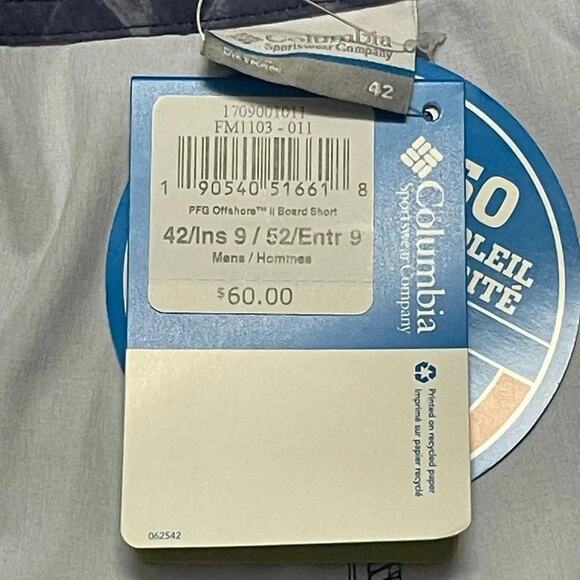 Columbia
Sportswear Company
42
1709001011
FM1103 - 011
1 90540 51661 8
PFG Offshore™ II Board Short
42/Ins 9 / 52/Entr 9
Mens / Hommes
$60.00
Columbia
Sportswear Company
Printed on recycled paper
Imprimé sur papier recyclé
062542
50
SOLEIL